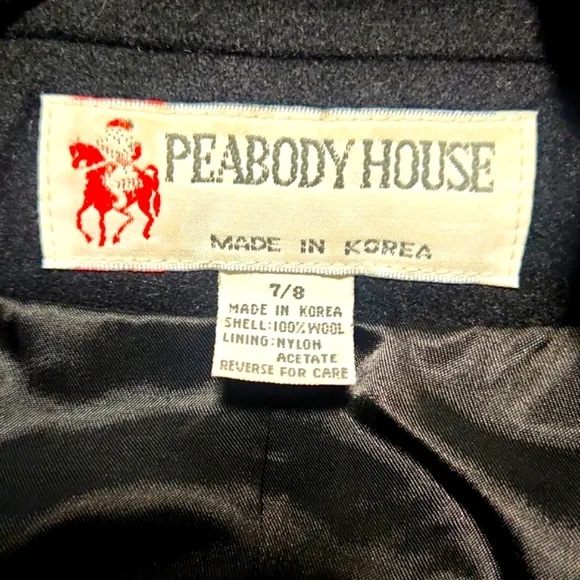 PEABODY HOUSE
MADE IN KOREA
7/8
MADE IN KOREA
SHELL:100% WOOL
LINING:NYLON
ACETATE
REVERSE FOR CARE